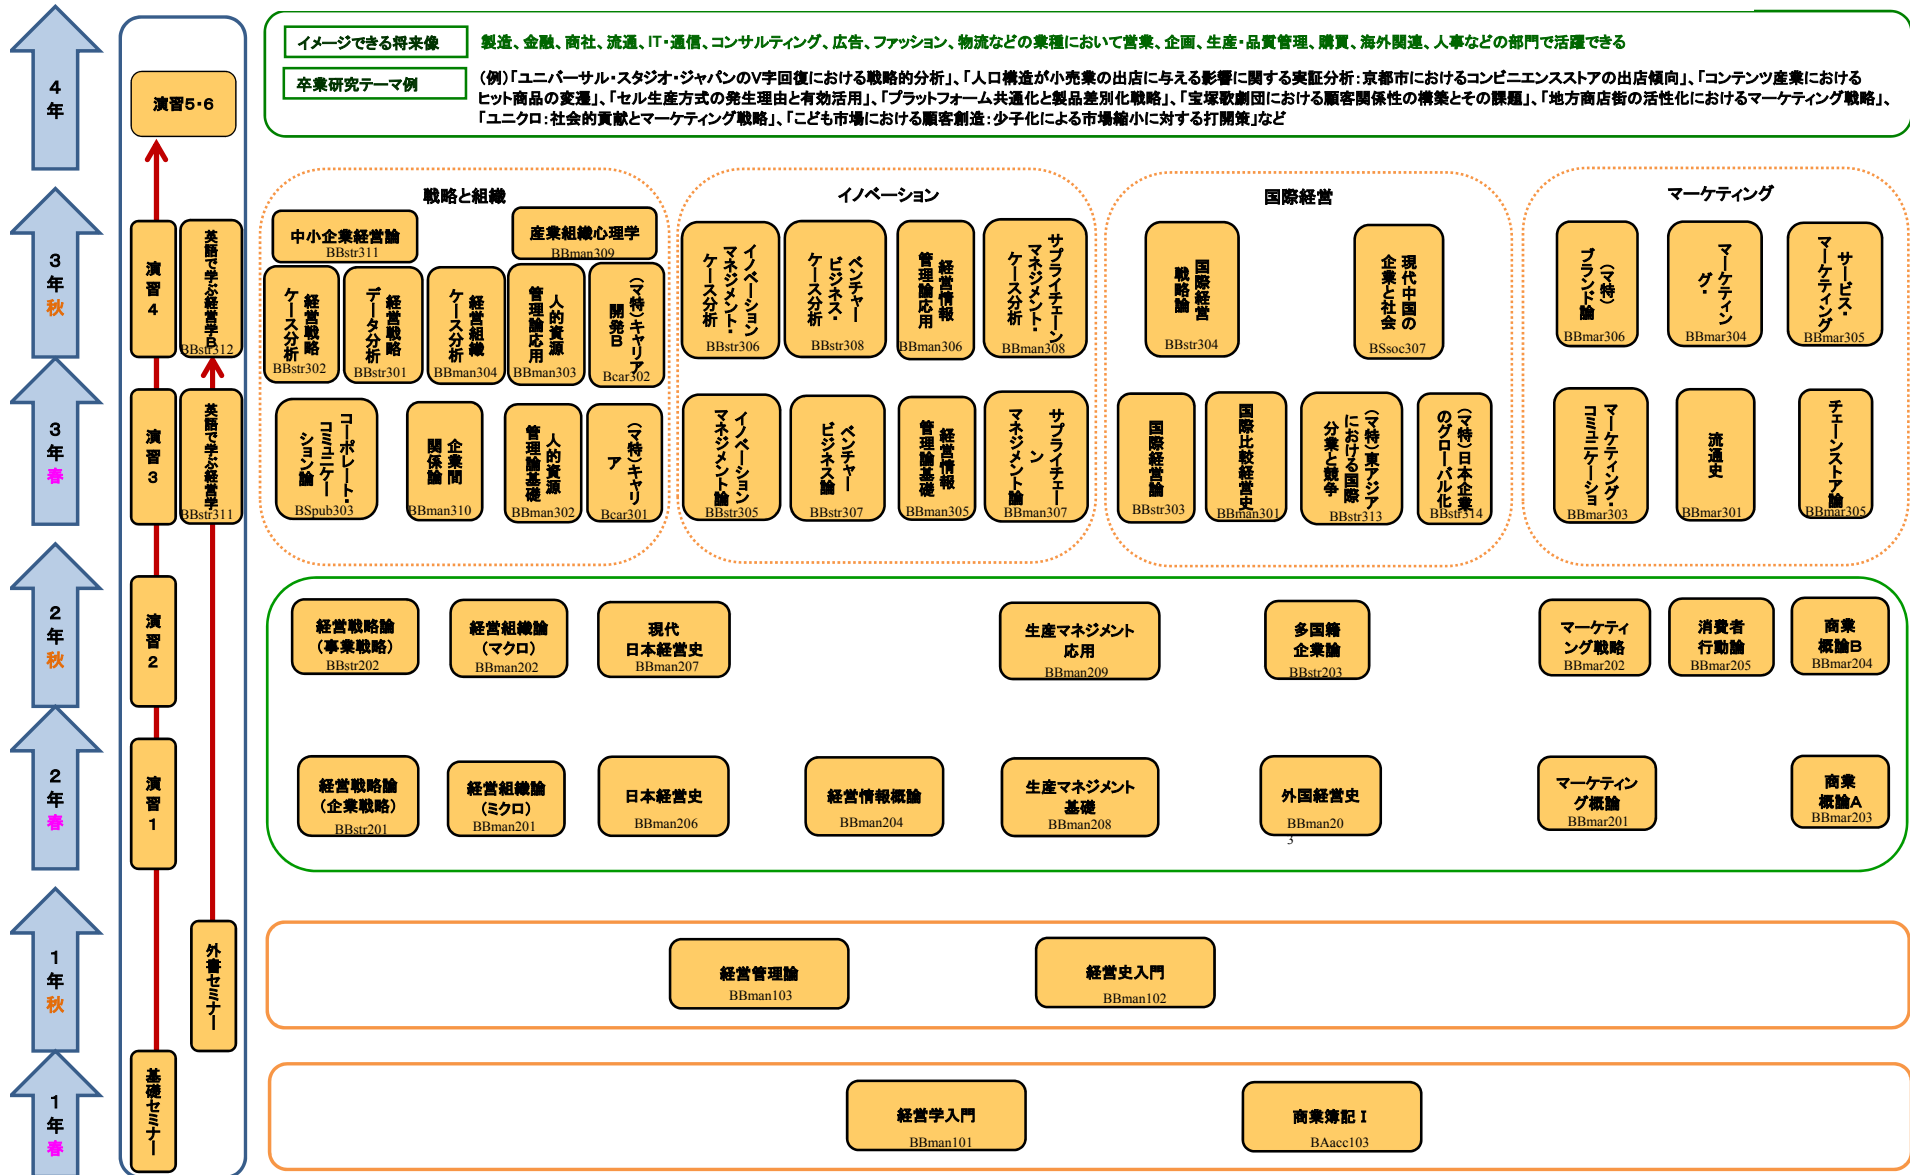 イメージできる将来像
製造、金融、商社、流通、IT・通信、コンサルティング、広告、ファッション、物流などの業種において営業、企画、生産・品質管理、購買、海外関連、人事などの部門で活躍できる
卒業研究テーマ例
(例)「ユニバーサル・スタジオ・ジャパンのV字回復における戦略的分析」、「人口構造が小売業の出店に与える影響に関する実証分析：京都市におけるコンビニエンスストアの出店傾向」、「コンテンツ産業における
ヒット商品の変遷」、「セル生産方式の発生理由と有効活用」、「プラットフォーム共通化と製品差別化戦略」、「宝塚歌劇団における顧客関係性の構築とその課題」、「地方商店街の活性化におけるマーケティング戦略」、
「ユニクロ：社会的貢献とマーケティング戦略」、「こども市場における顧客創造：少子化による市場縮小に対する打開策」など
4
年
演習5・6
3
年
秋
演習4
英語で学ぶ経営学B
BBstr312
戦略と組織
中小企業経営論
BBstr311
産業組織心理学
BBman309
経営戦略
ケース分析
BBstr302
経営戦略
データ分析
BBstr301
経営組織
ケース分析
BBman304
人的資源
管理論応用
BBman303
(マ特)キャリア
開発B
Bcar302
イノベーション
イノベーション
マネジメント・
ケース分析
BBstr306
ベンチャー
ビジネス・
ケース分析
BBstr308
経営情報
管理論応用
BBman306
サプライチェーン
マネジメント・
ケース分析
BBman308
国際経営
国際経営
戦略論
BBstr304
現代中国の
企業と社会
BSsoc307
マーケティング
(マ特)
ブランド論
BBmar306
マーケティン
グ・
BBmar304
サービス・
マーケティング
BBmar305
3
年
春
演習3
英語で学ぶ経営学
BBstr311
コーポレート・
コミュニケー
ション論
BSpub303
企業間
関係論
BBman310
人的資源
管理論基礎
BBman302
(マ特)キャリ
ア
Bcar301
イノベーション
マネジメント論
BBstr305
ベンチャー
ビジネス論
BBstr307
経営情報
管理論基礎
BBman305
サプライチェー
ン
マネジメント論
BBman307
国際経営論
BBstr303
国際比較経営史
BBman301
(マ特)東アジア
における国際
分業と競争
BBstr313
(マ特)日本企業
のグローバル化
BBstr314
マーケティング・
コミュニケーショ
BBmar303
流通史
BBmar301
チェーンストア論
BBmar305
2
年
秋
演習2
経営戦略論
(事業戦略)
BBstr202
経営組織論
(マクロ)
BBman202
現代
日本経営史
BBman207
生産マネジメント
応用
BBman209
多国籍
企業論
BBstr203
マーケティ
ング戦略
BBmar202
消費者
行動論
BBmar205
商業
概論B
BBmar204
2
年
春
演習1
経営戦略論
(企業戦略)
BBstr201
経営組織論
(ミクロ)
BBman201
日本経営史
BBman206
経営情報概論
BBman204
生産マネジメント
基礎
BBman208
外国経営史
BBman20
3
マーケティン
グ概論
BBmar201
商業
概論A
BBmar203
1
年
秋
外書セミナー
経営管理論
BBman103
経営史入門
BBman102
1
年
春
基礎セミナー
経営学入門
BBman101
商業簿記 I
BAacc103